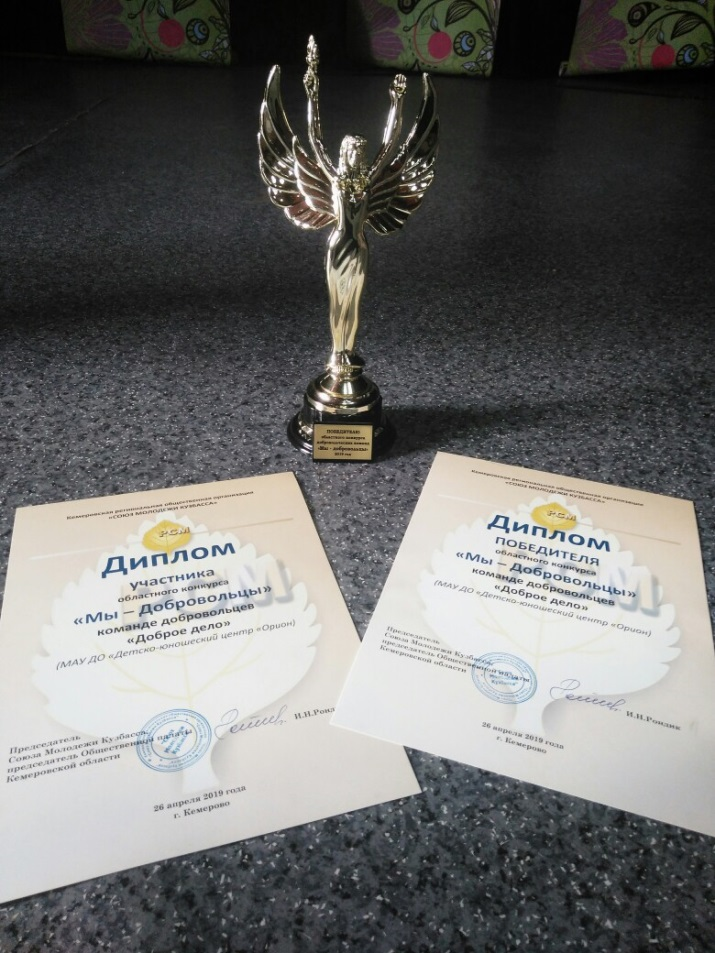 ПОБЕДИТЕЛЮ
областного конкурса
«Мы - добровольцы»
2019 год
Кемеровская региональная общественная организация
«СОЮЗ МОЛОДЕЖИ КУЗБАССА»
РСМ
Диплом
участника
областного конкурса
«Мы – Добровольцы»
команде добровольцев
«Доброе дело»
(МАУ ДО «Детско-юношеский центр «Орион»)
Председатель
Союза Молодежи Кузбасса,
председатель Общественной палаты
Кемеровской области
И.Н.Рондик
26 апреля 2019 года
г. Кемерово
Кемеровская региональная общественная организация
«СОЮЗ МОЛОДЕЖИ КУЗБАССА»
РСМ
Диплом
ПОБЕДИТЕЛЯ
областного конкурса
«Мы – Добровольцы»
команде добровольцев
«Доброе дело»
(МАУ ДО «Детско-юношеский центр «Орион»)
Председатель
Союза Молодежи Кузбасса,
председатель Общественной палаты
Кемеровской области
И.Н.Рондик
26 апреля 2019 года
г. Кемерово